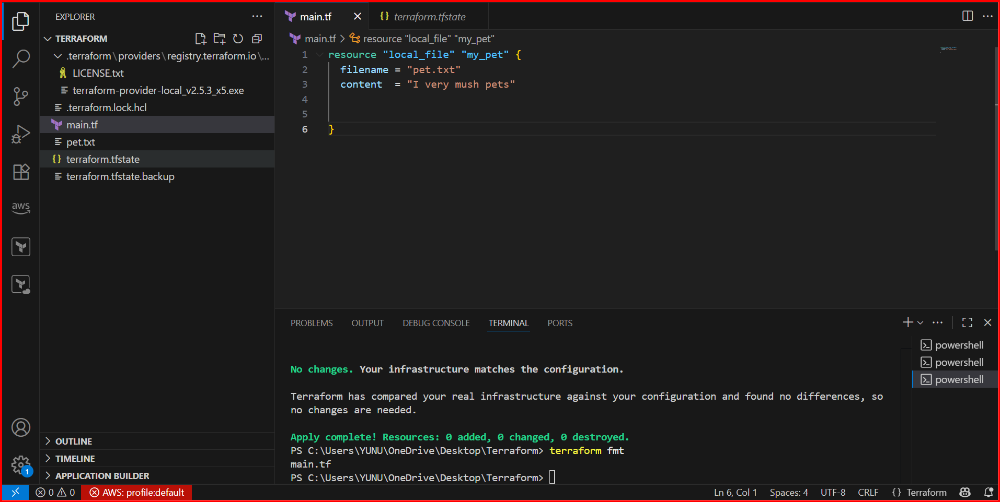 EXPLORER
TERRAFORM
.terraform\providers\registry.terraform.io\...
LICENSE.txt
terraform-provider-local_v2.5.3_x5.exe
.terraform.lock.hcl
main.tf
pet.txt
{} terraform.tfstate
terraform.tfstate.backup
aws
OUTLINE
TIMELINE
APPLICATION BUILDER
1
main.tf
{} terraform.tfstate
main.tf > resource "local_file" "my_pet"
1 resource "local_file" "my_pet" {
2 filename = "pet.txt"
3 content  = "I very mush pets"
4
5
6 }
PROBLEMS OUTPUT DEBUG CONSOLE TERMINAL PORTS
No changes. Your infrastructure matches the configuration.
Terraform has compared your real infrastructure against your configuration and found no differences, so
no changes are needed.
Apply complete! Resources: 0 added, 0 changed, 0 destroyed.
PS C:\Users\YUNU\OneDrive\Desktop\Terraform> terraform fmt
main.tf
PS C:\Users\YUNU\OneDrive\Desktop\Terraform>
powershell
powershell
powershell
0 0 AWS: profile:default Ln 6, Col 1 Spaces: 4 UTF-8 CRLF {} Terraform